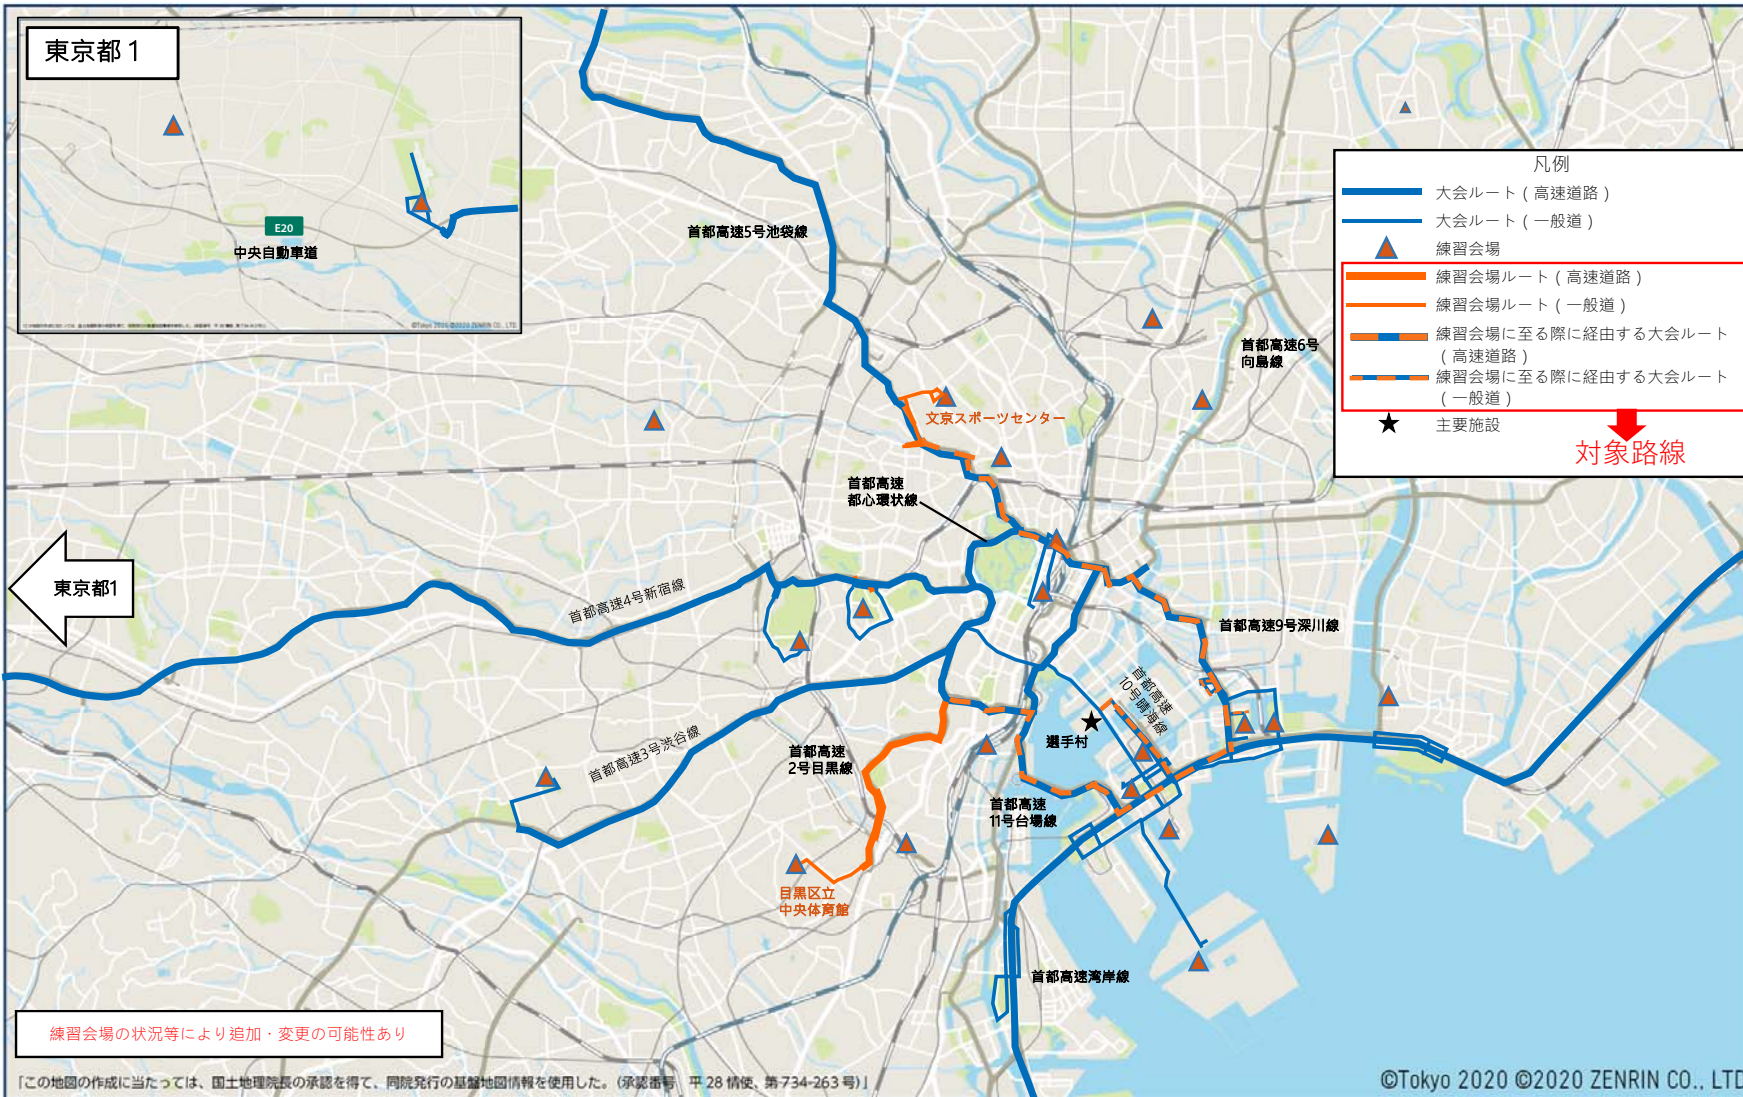 東京都１
E20
中央自動車道
©Tokyo 2020 ©2020 ZENRIN CO., LTD
凡例
大会ルート（高速道路）
大会ルート（一般道）
練習会場
練習会場ルート（高速道路）
練習会場ルート（一般道）
練習会場に至る際に経由する大会ルート
（高速道路）
練習会場に至る際に経由する大会ルート
（一般道）
主要施設
対象路線
首都高速5号池袋線
首都高速6号
向島線
文京スポーツセンター
首都高速
都心環状線
東京都1
首都高速4号新宿線
首都高速9号深川線
首都高速
10号晴海線
選手村
首都高速3号渋谷線
首都高速
2号目黒線
首都高速
11号台場線
目黒区立
中央体育館
首都高速湾岸線
練習会場の状況等により追加・変更の可能性あり
「この地図の作成に当たっては、国土地理院長の承認を得て、同院発行の基盤地図情報を使用した。(承認番号　平 28 情使、第734-263 号)」
©Tokyo 2020 ©2020 ZENRIN CO., LTD